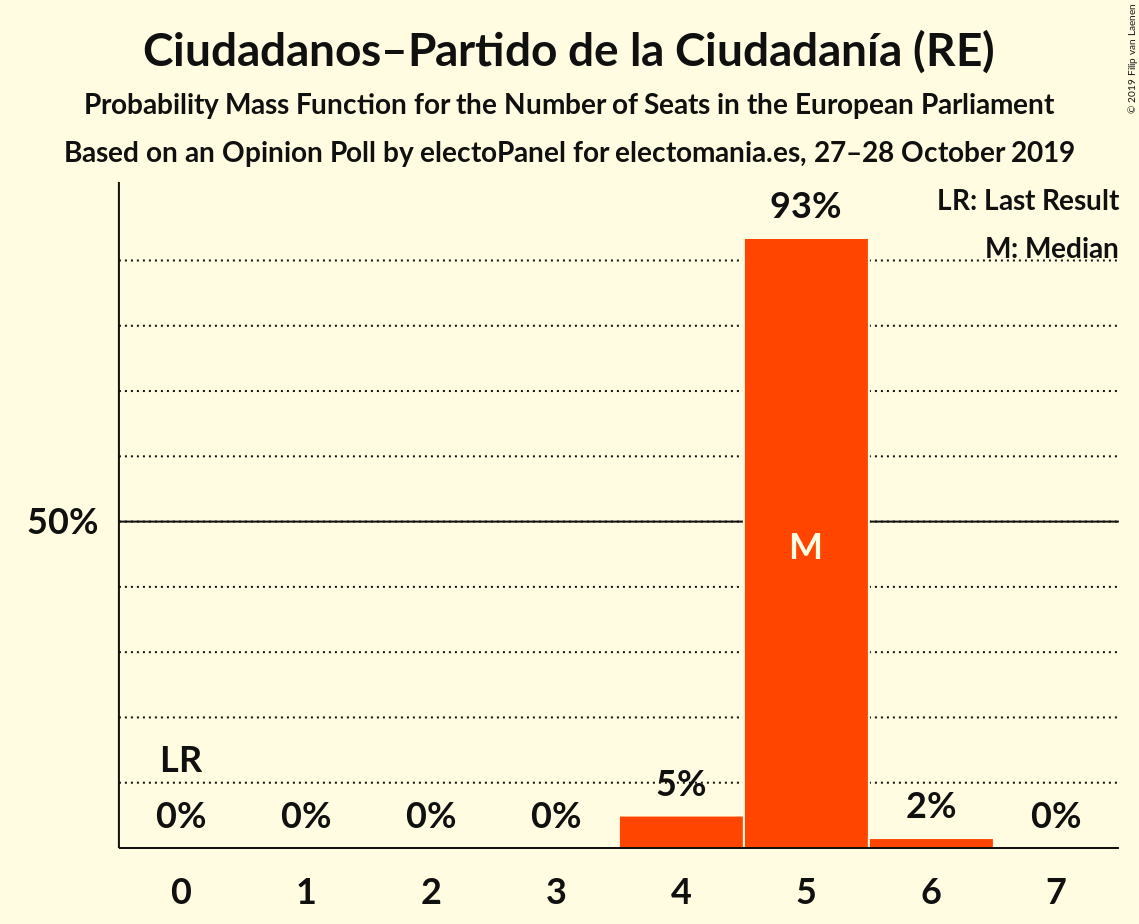 Ciudadanos–Partido de la Ciudadanía (RE)
Probability Mass Function for the Number of Seats in the European Parliament
Based on an Opinion Poll by electoPanel for electomania.es, 27–28 October 2019
© 2019 Filip van Laenen
LR: Last Result
M: Median
93%
50%
M
LR
0% 0% 0% 0% 5% 2% 0%
0 1 2 3 4 5 6 7